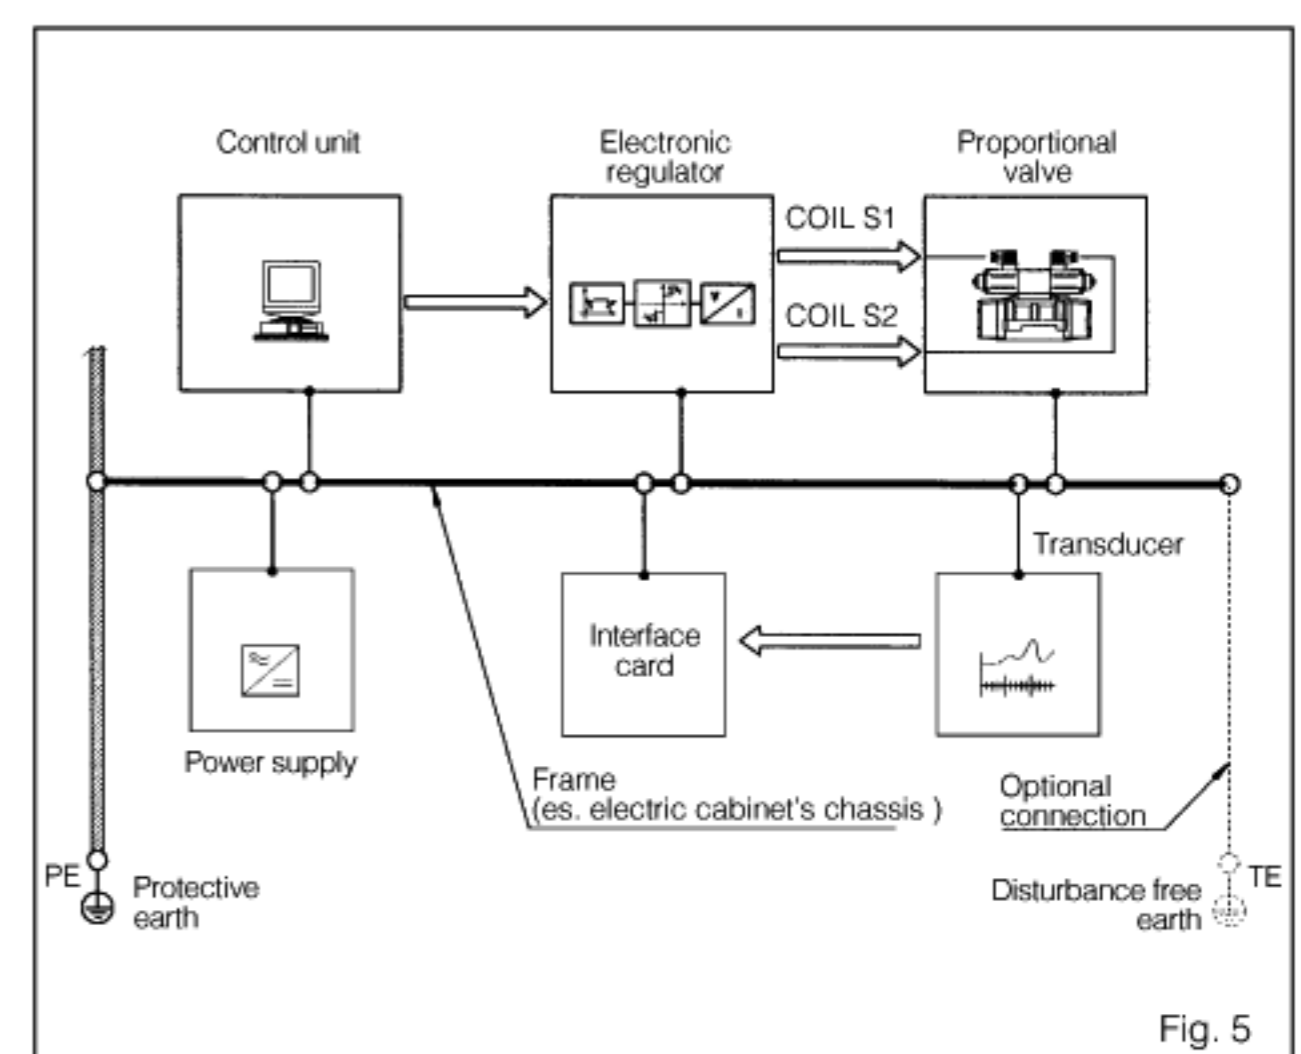 Control unit
Electronic
regulator
Proportional
valve
COIL S1
COIL S2
Transducer
Interface
card
Power supply
Frame
(es. electric cabinet's chassis )
Optional
connection
PE
Protective
earth
Disturbance free
earth
TE
Fig. 5